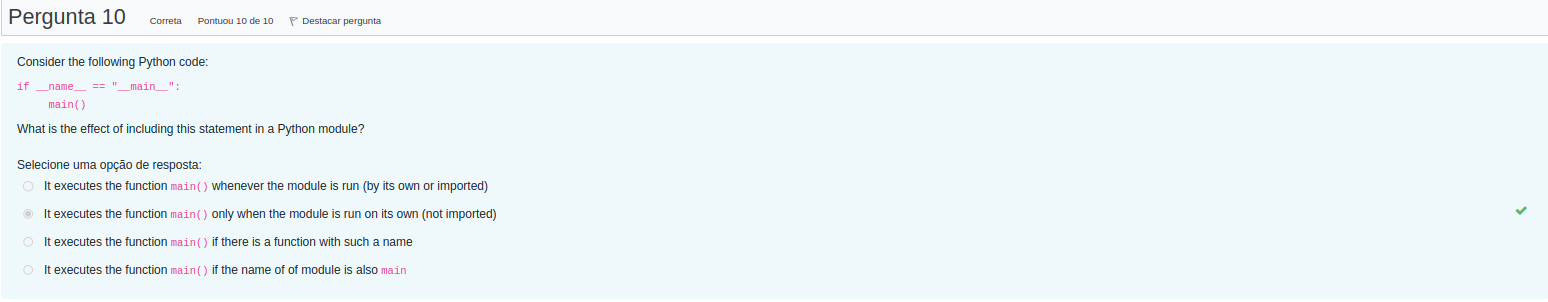 Pergunta 10 Correta Pontuou 10 de 10 Destacar pergunta
Consider the following Python code:
if __name__ == "__main__":
     main()
What is the effect of including this statement in a Python module?
Selecione uma opção de resposta:
It executes the function main() whenever the module is run (by its own or imported)
It executes the function main() only when the module is run on its own (not imported)
It executes the function main() if there is a function with such a name
It executes the function main() if the name of of module is also main